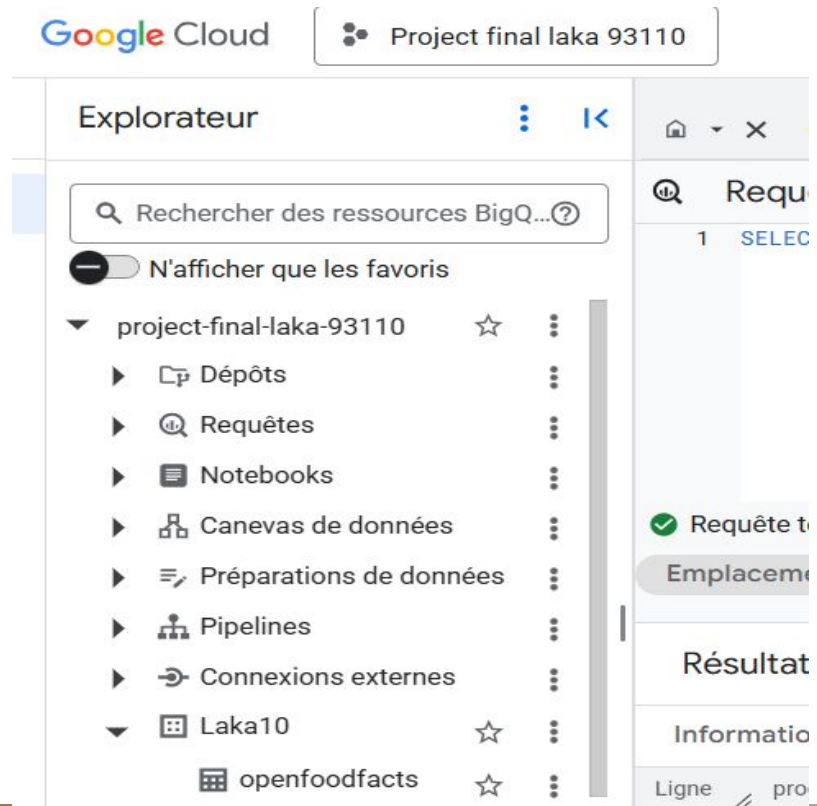 Google Cloud
Project final laka 93110
Explorateur
Rechercher des ressources BigQ...
N'afficher que les favoris
project-final-laka-93110
Dépôts
Requêtes
Notebooks
Canevas de données
Préparations de données
Pipelines
Connexions externes
Laka10
openfoodfacts
Requ
1 SELEC
Requête t
Emplaceme
Résultat
Informatio
Ligne pro